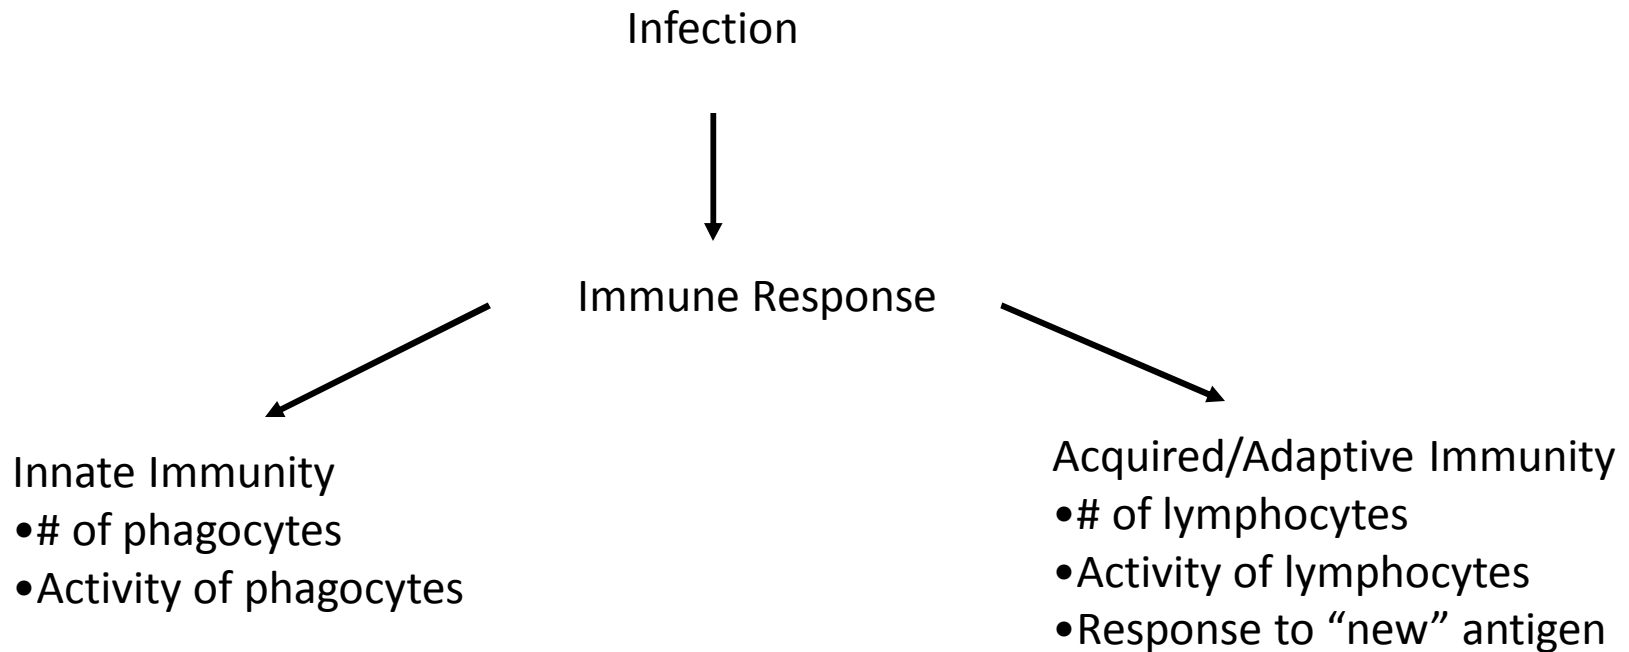 Infection
Immune Response
Innate Immunity
•# of phagocytes
•Activity of phagocytes
Acquired/Adaptive Immunity
•# of lymphocytes
•Activity of lymphocytes
•Response to “new” antigen